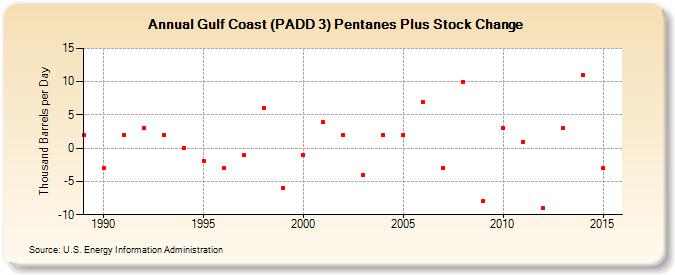 Annual Gulf Coast (PADD 3) Pentanes Plus Stock Change
Thousand Barrels per Day
15
10
5
0
-5
-10
1990 1995 2000 2005 2010 2015
Source: U.S. Energy Information Administration